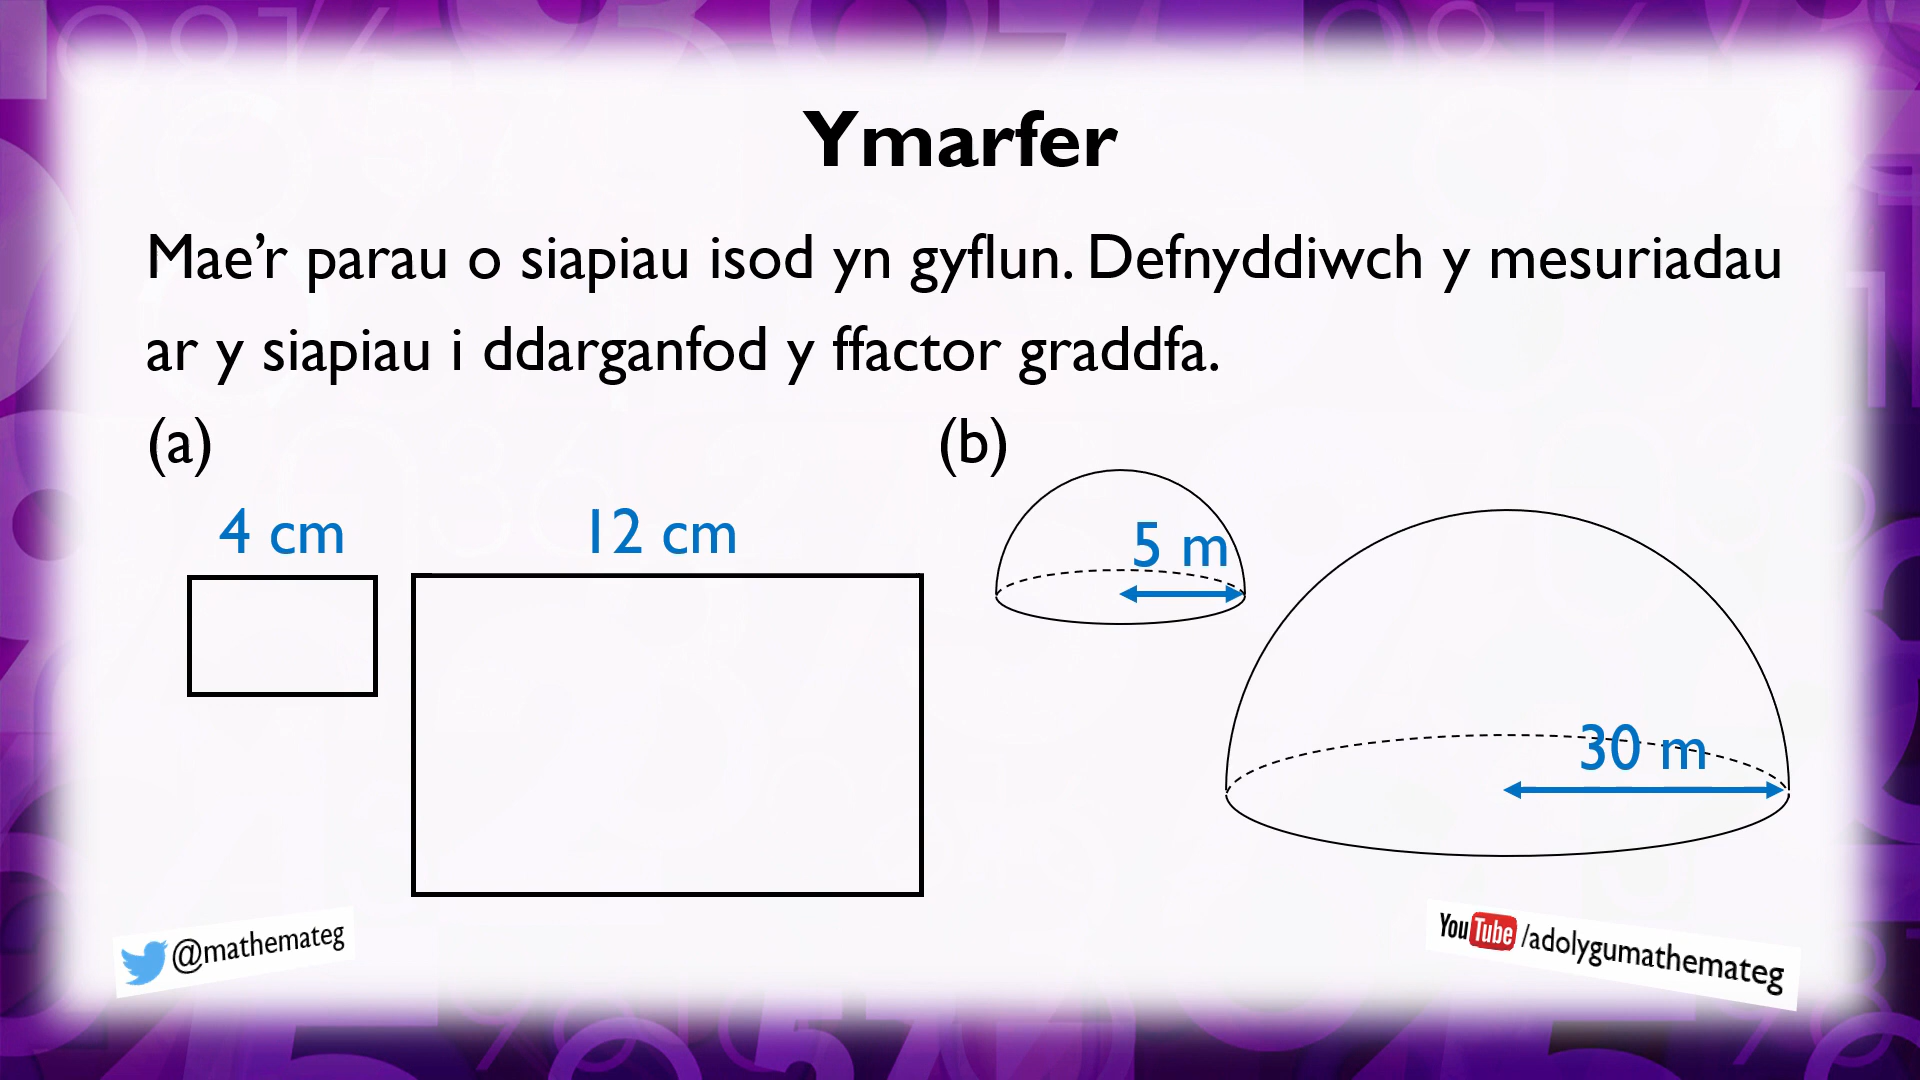 Ymarfer
Mae’r parau o siapiau isod yn gyflun. Defnyddiwch y mesuriadau
ar y siapiau i ddarganfod y ffactor graddfa.
(a)
(b)
4 cm
12 cm
5 m
30 m
@mathemateg
YouTube /adolygumathemateg